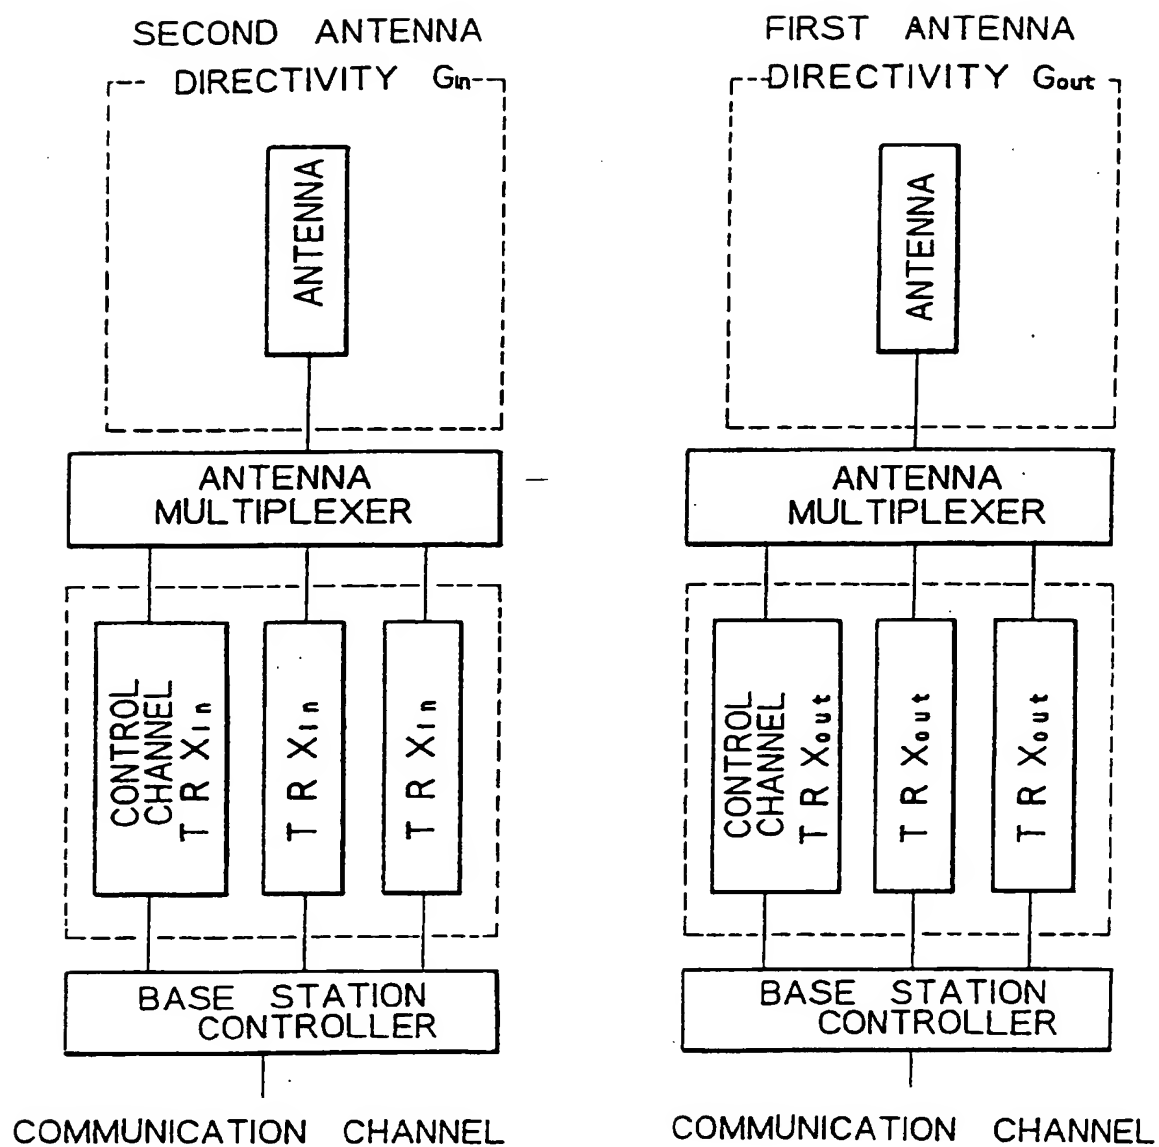 SECOND ANTENNA
DIRECTIVITY Gin
ANTENNA
ANTENNA
MULTIPLEXER
CONTROL
CHANNEL
TRXin
TRXin
TRXin
BASE STATION
CONTROLLER
COMMUNICATION CHANNEL
FIRST ANTENNA
DIRECTIVITY Gout
ANTENNA
ANTENNA
MULTIPLEXER
CONTROL
CHANNEL
TRXout
TRXout
TRXout
BASE STATION
CONTROLLER
COMMUNICATION CHANNEL